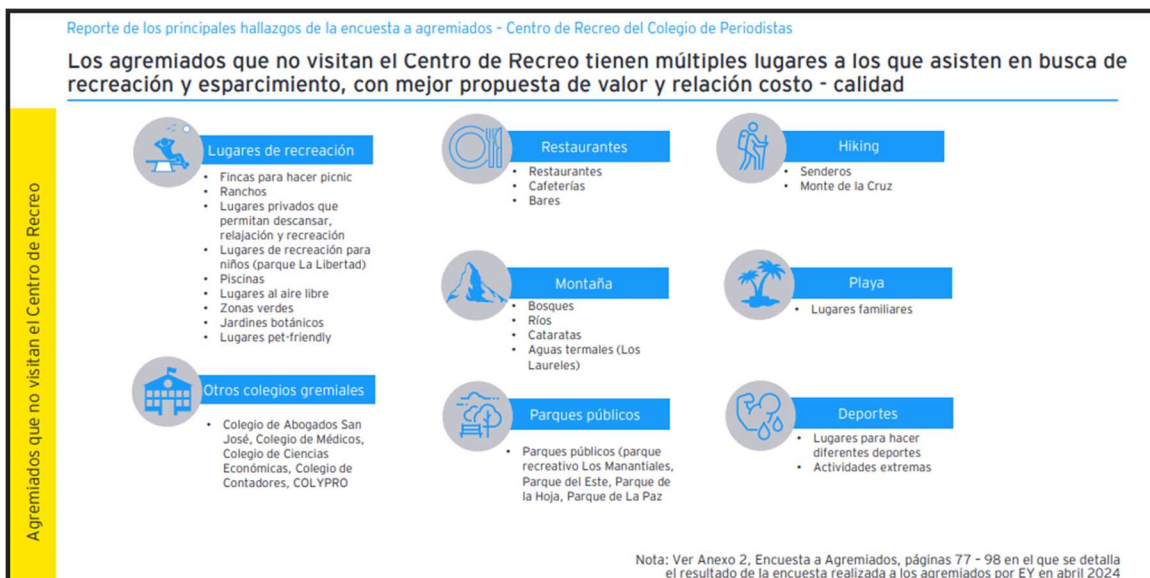 Reporte de los principales hallazgos de la encuesta a agremiados – Centro de Recreo del Colegio de Periodistas
Los agremiados que no visitan el Centro de Recreo tienen múltiples lugares a los que asisten en busca de
recreación y esparcimiento, con mejor propuesta de valor y relación costo - calidad
Agremiados que no visitan el Centro de Recreo
Lugares de recreación
• Fincas para hacer picnic
• Ranchos
• Lugares privados que
permitan descansar,
relajación y recreación
• Lugares de recreación para
niños (parque La Libertad)
• Piscinas
• Lugares al aire libre
• Zonas verdes
• Jardines botánicos
• Lugares pet-friendly
Otros colegios gremiales
• Colegio de Abogados San
José, Colegio de Médicos,
Colegio de Ciencias
Económicas, Colegio de
Contadores, COLYPRO
Restaurantes
• Restaurantes
• Cafeterías
• Bares
Montaña
• Bosques
• Ríos
• Cataratas
• Aguas termales (Los
Laureles)
Parques públicos
• Parques públicos (parque
recreativo Los Manantiales,
Parque del Este, Parque de
la Hoja, Parque de La Paz
Hiking
• Senderos
• Monte de la Cruz
Playa
• Lugares familiares
Deportes
• Lugares para hacer
diferentes deportes
• Actividades extremas
Nota: Ver Anexo 2, Encuesta a Agremiados, páginas 77 – 98 en el que se detalla
el resultado de la encuesta realizada a los agremiados por EY en abril 2024